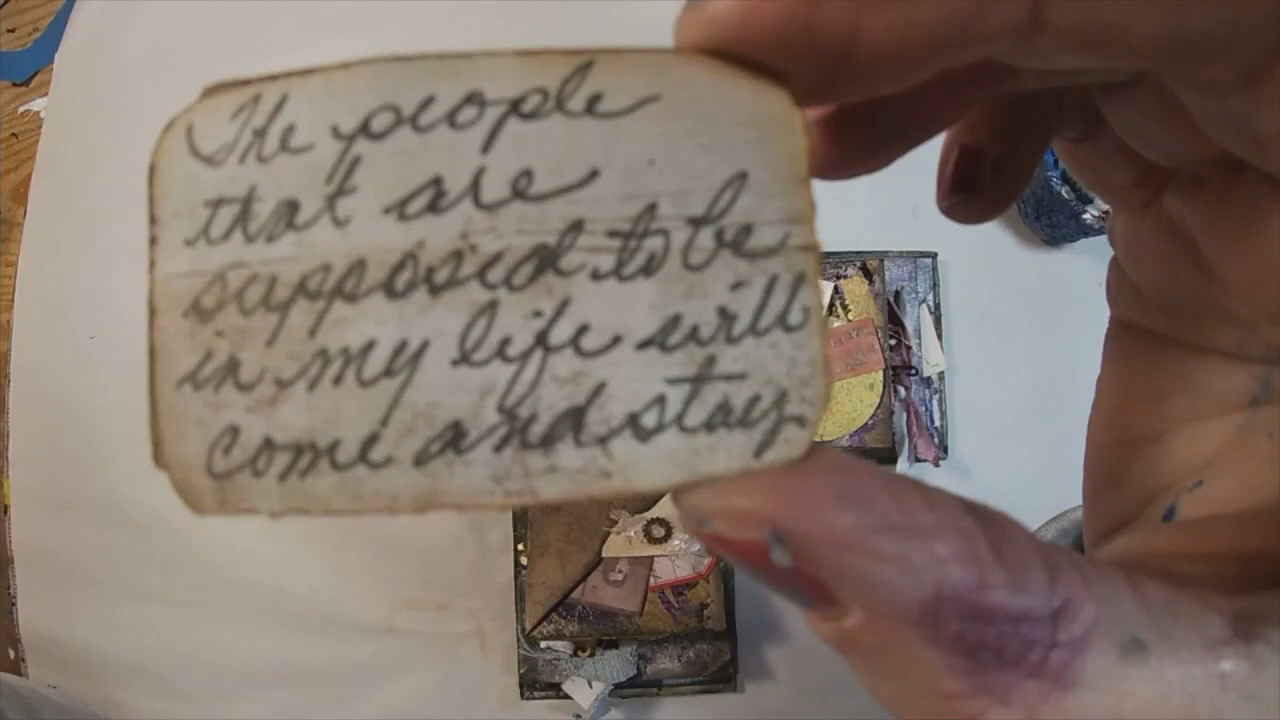 The people
that are
supposed to be
in my life will
come and stay.